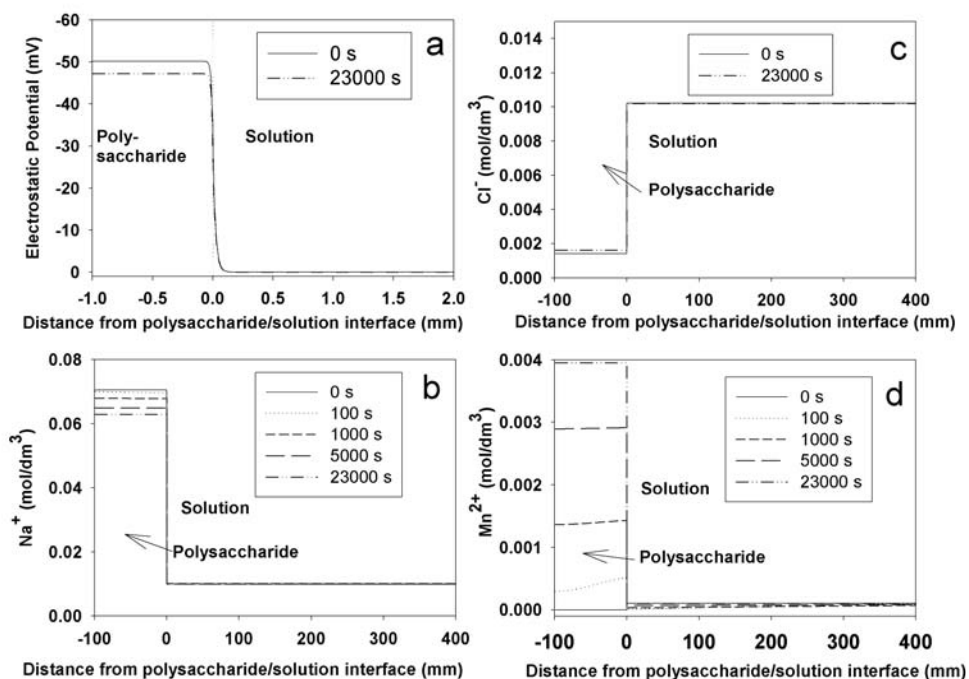 a
-60
-50
-40
-30
-20
-10
0
Electrostatic Potential (mV)
0 s
23000 s
Poly-
saccharide
Solution
-1.0 -0.5 0.0 0.5 1.0 1.5 2.0
Distance from polysaccharide/solution interface (mm)
c
0.014
0.012
0.010
0.008
0.006
0.004
0.002
0.000
Cl⁻ (mol/dm³)
0 s
23000 s
Solution
Polysaccharide
-100 0 100 200 300 400
Distance from polysaccharide/solution interface (mm)
b
0.08
0.06
0.04
0.02
0.00
Na⁺ (mol/dm³)
0 s
100 s
1000 s
5000 s
23000 s
Solution
Polysaccharide
-100 0 100 200 300 400
Distance from polysaccharide/solution interface (mm)
d
0.004
0.003
0.002
0.001
0.000
Mn²⁺ (mol/dm³)
0 s
100 s
1000 s
5000 s
23000 s
Solution
Polysaccharide
-100 0 100 200 300 400
Distance from polysaccharide/solution interface (mm)